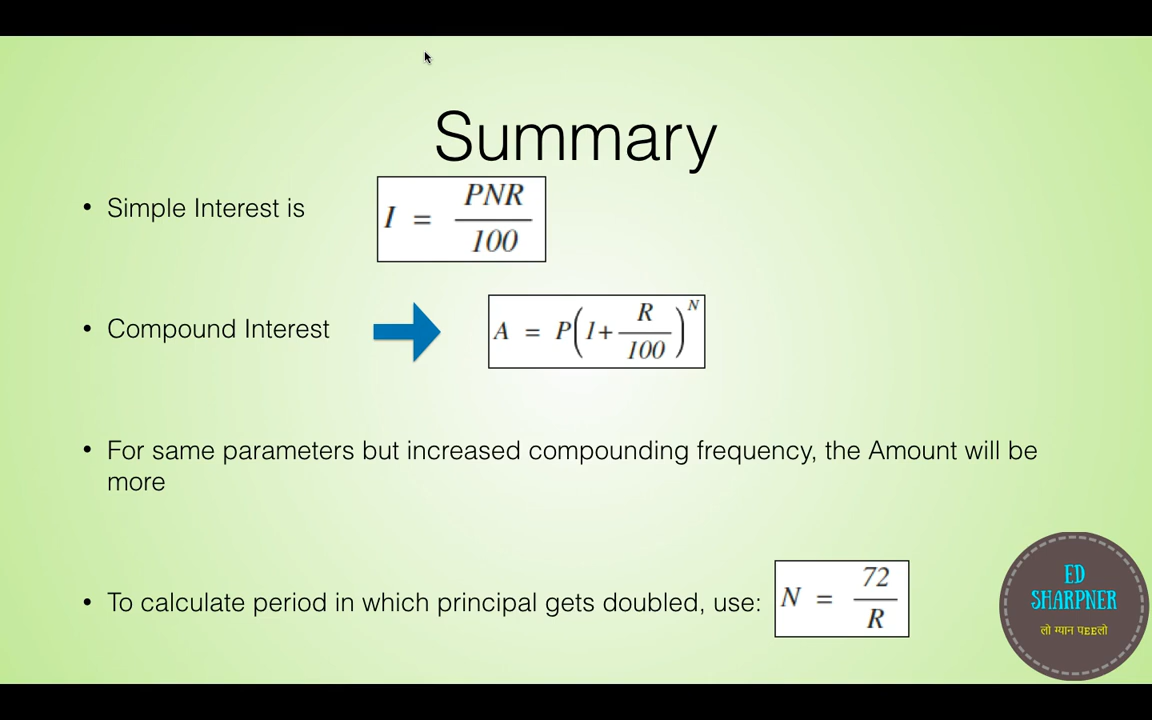 Summary
• Simple Interest is
I = PNR / 100
• Compound Interest
A = P(1 + R/100)^N
• For same parameters but increased compounding frequency, the Amount will be
more
• To calculate period in which principal gets doubled, use:
N = 72 / R
ED
SHARPNER
लो ग्यान पEEलो